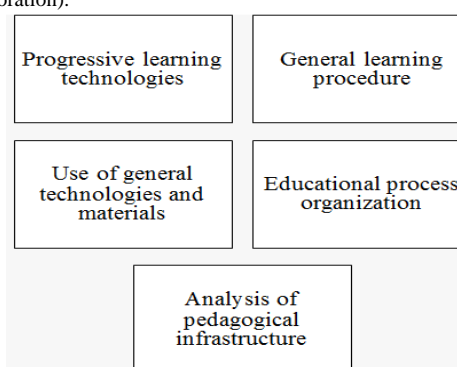 oration).
Progressive learning
technologies
General learning
procedure
Use of general
technologies and
materials
Educational process
organization
Analysis of
pedagogical
infrastructure